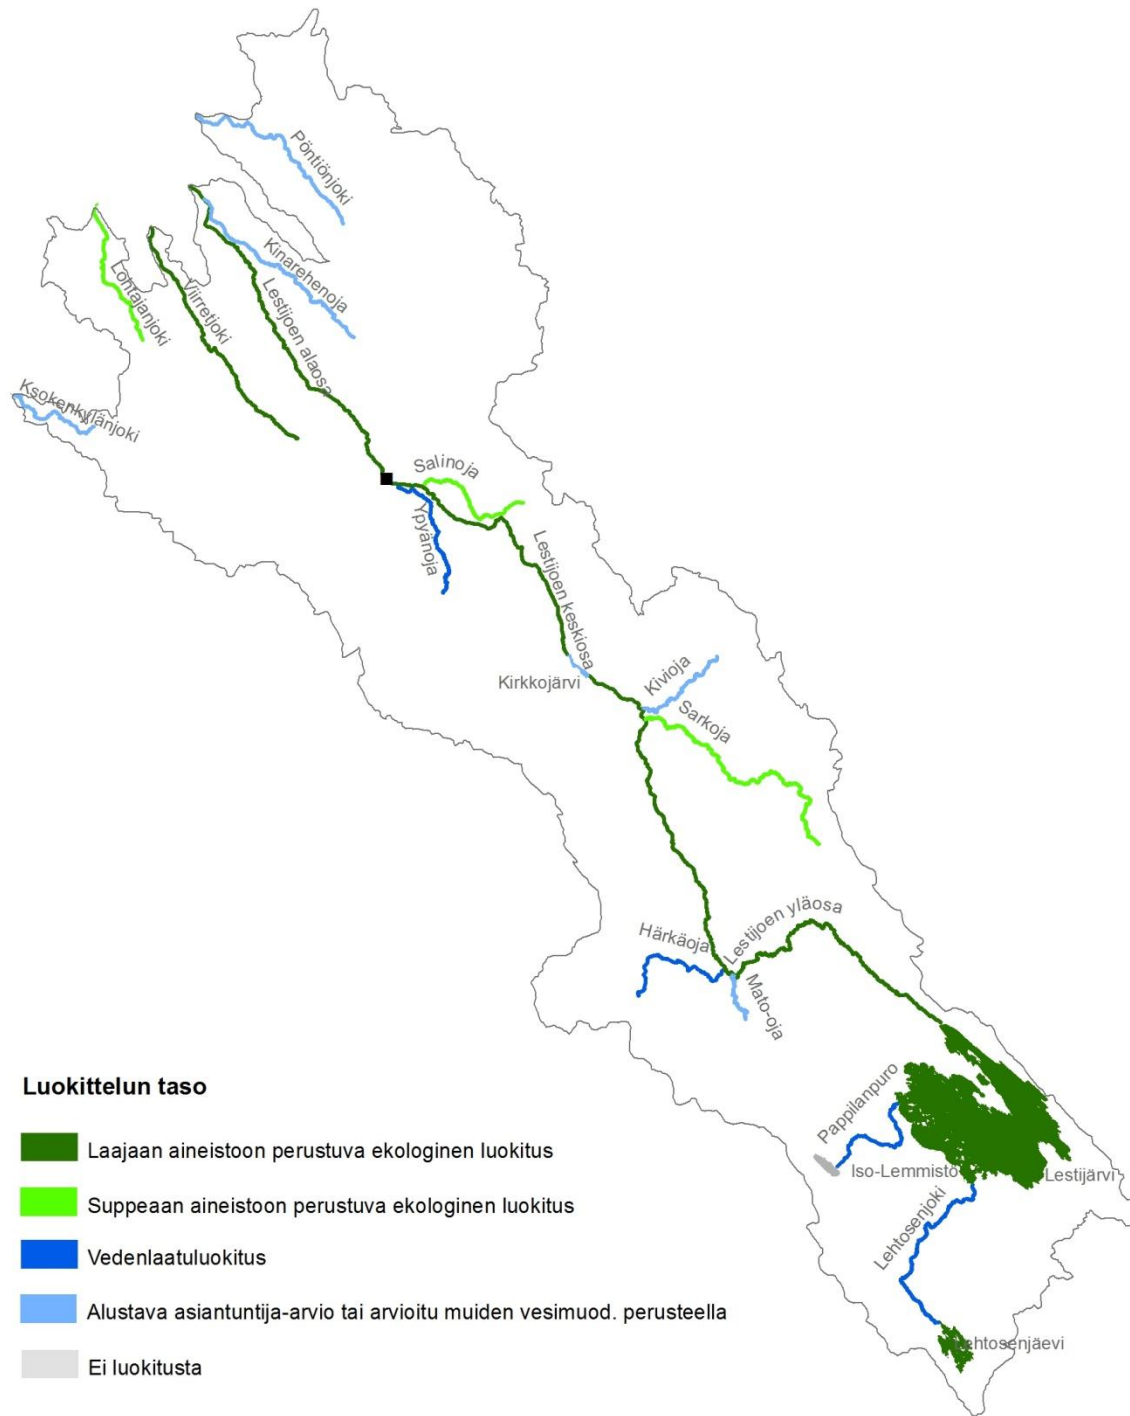 Pöntiönjoki
Kinarehenoja
Lohtajanjoki
Viirretjoki
Lestijoen alaosa
Ksokenkylänjoki
Salinoja
Ypyänoja
Lestijoen keskiosa
Kirkkojärvi
Kivioja
Sarkoja
Lestijoen yläosa
Härkäoja
Mato-oja
Pappilanpuro
Iso-Lemmistö
Lestijärvi
Lehtosenjoki
Lehtosenjäevi
Luokittelun taso
Laajaan aineistoon perustuva ekologinen luokitus
Suppeaan aineistoon perustuva ekologinen luokitus
Vedenlaatuluokitus
Alustava asiantuntija-arvio tai arvioitu muiden vesimuod. perusteella
Ei luokitusta